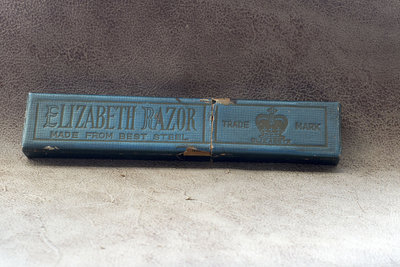 ELIZABETH RAZOR
MADE FROM BEST STEEL
TRADE MARK